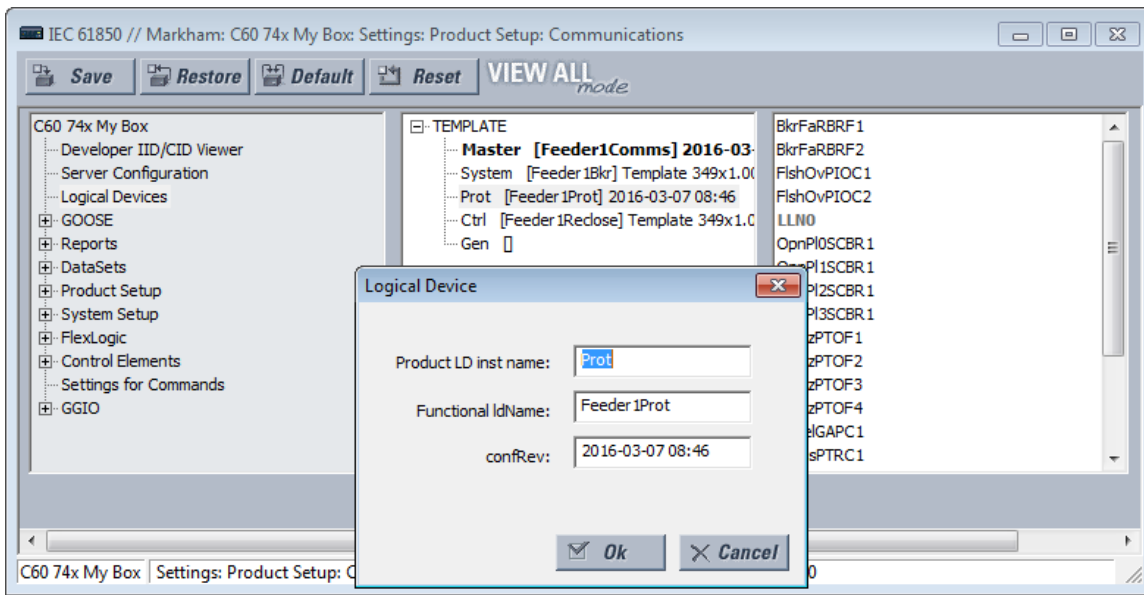 IEC 61850 // Markham: C60 74x My Box: Settings: Product Setup: Communications
Save Restore Default Reset VIEW ALL mode
C60 74x My Box
Developer IID/CID Viewer
Server Configuration
Logical Devices
GOOSE
Reports
DataSets
Product Setup
System Setup
FlexLogic
Control Elements
Settings for Commands
GGIO
TEMPLATE
Master [Feeder1Comms] 2016-03-
System [Feeder1Bkr] Template 349x1.00
Prot [Feeder1Prot] 2016-03-07 08:46
Ctrl [Feeder1Reclose] Template 349x1.0
Gen []
BkrFaRBRF1
BkrFaRBRF2
FlshOvPIOC1
FlshOvPIOC2
LLN0
OpnPl0SCBR1
Pl1SCBR1
Pl2SCBR1
Pl3SCBR1
zPTOF1
zPTOF2
zPTOF3
zPTOF4
elGAPC1
sPTRC1
Logical Device
Product LD inst name: Prot
Functional ldName: Feeder1Prot
confRev: 2016-03-07 08:46
Ok Cancel
C60 74x My Box Settings: Product Setup: C